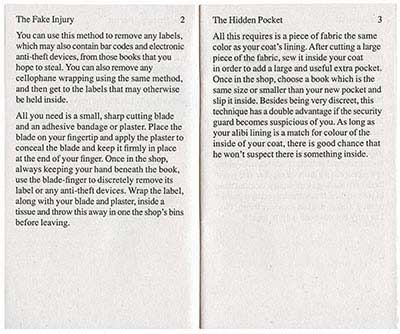 The Fake Injury 2
You can use this method to remove any labels,
which may also contain bar codes and electronic
anti-theft devices, from those books that you
hope to steal. You can also remove any
cellophane wrapping using the same method,
and then get to the labels that may otherwise
be held inside.
All you need is a small, sharp cutting blade
and an adhesive bandage or plaster. Place the
blade on your fingertip and apply the plaster to
conceal the blade and keep it firmly in place
at the end of your finger. Once in the shop,
always keeping your hand beneath the book,
use the blade-finger to discretely remove its
label or any anti-theft devices. Wrap the label,
along with your blade and plaster, inside a
tissue and throw this away in one the shop's bins
before leaving.
The Hidden Pocket 3
All this requires is a piece of fabric the same
color as your coat's lining. After cutting a large
piece of the fabric, sew it inside your coat
in order to add a large and useful extra pocket.
Once in the shop, choose a book which is the
same size or smaller than your new pocket and
slip it inside. Besides being very discreet, this
technique has a double advantage if the security
guard becomes suspicious of you. As long as
your alibi lining is a match for colour of the
inside of your coat, there is good chance that
he won't suspect there is something inside.